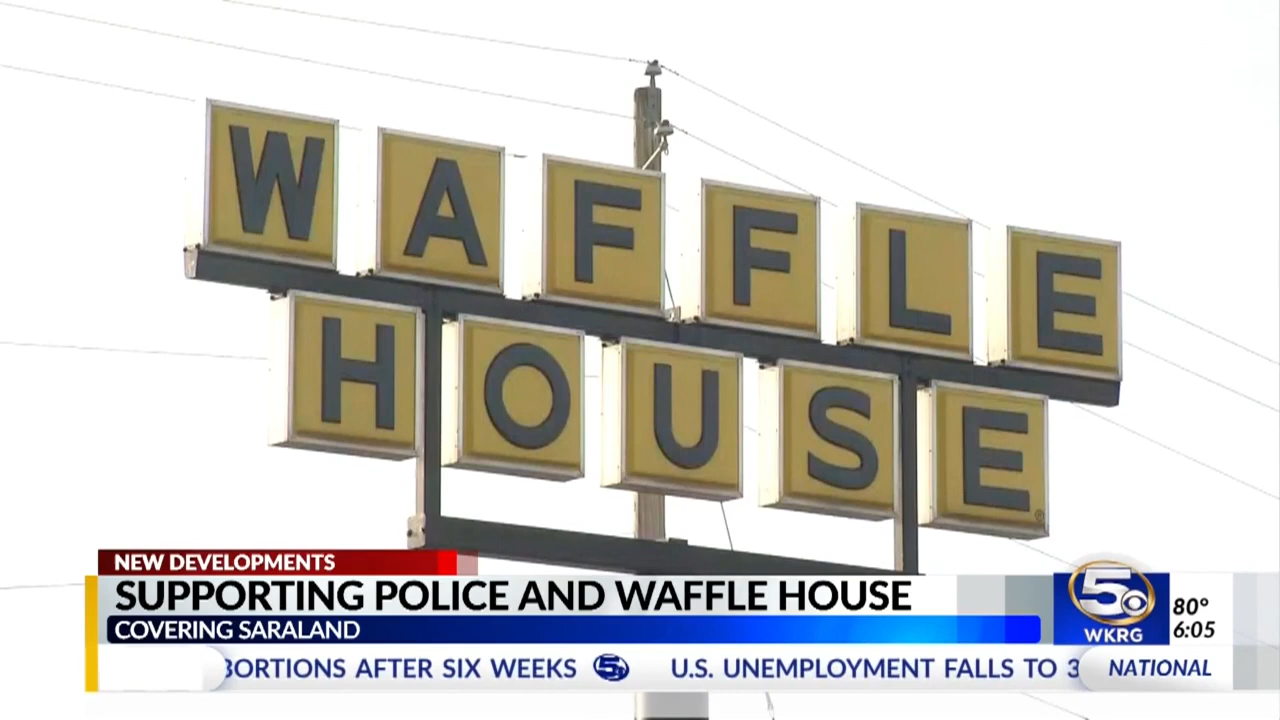 WAFFLE
HOUSE
NEW DEVELOPMENTS
SUPPORTING POLICE AND WAFFLE HOUSE
COVERING SARALAND
5
WKRG
80°
6:05
AFTER SIX WEEKS 5 U.S. UNEMPLOYMENT FALLS TO 3
NATIONAL